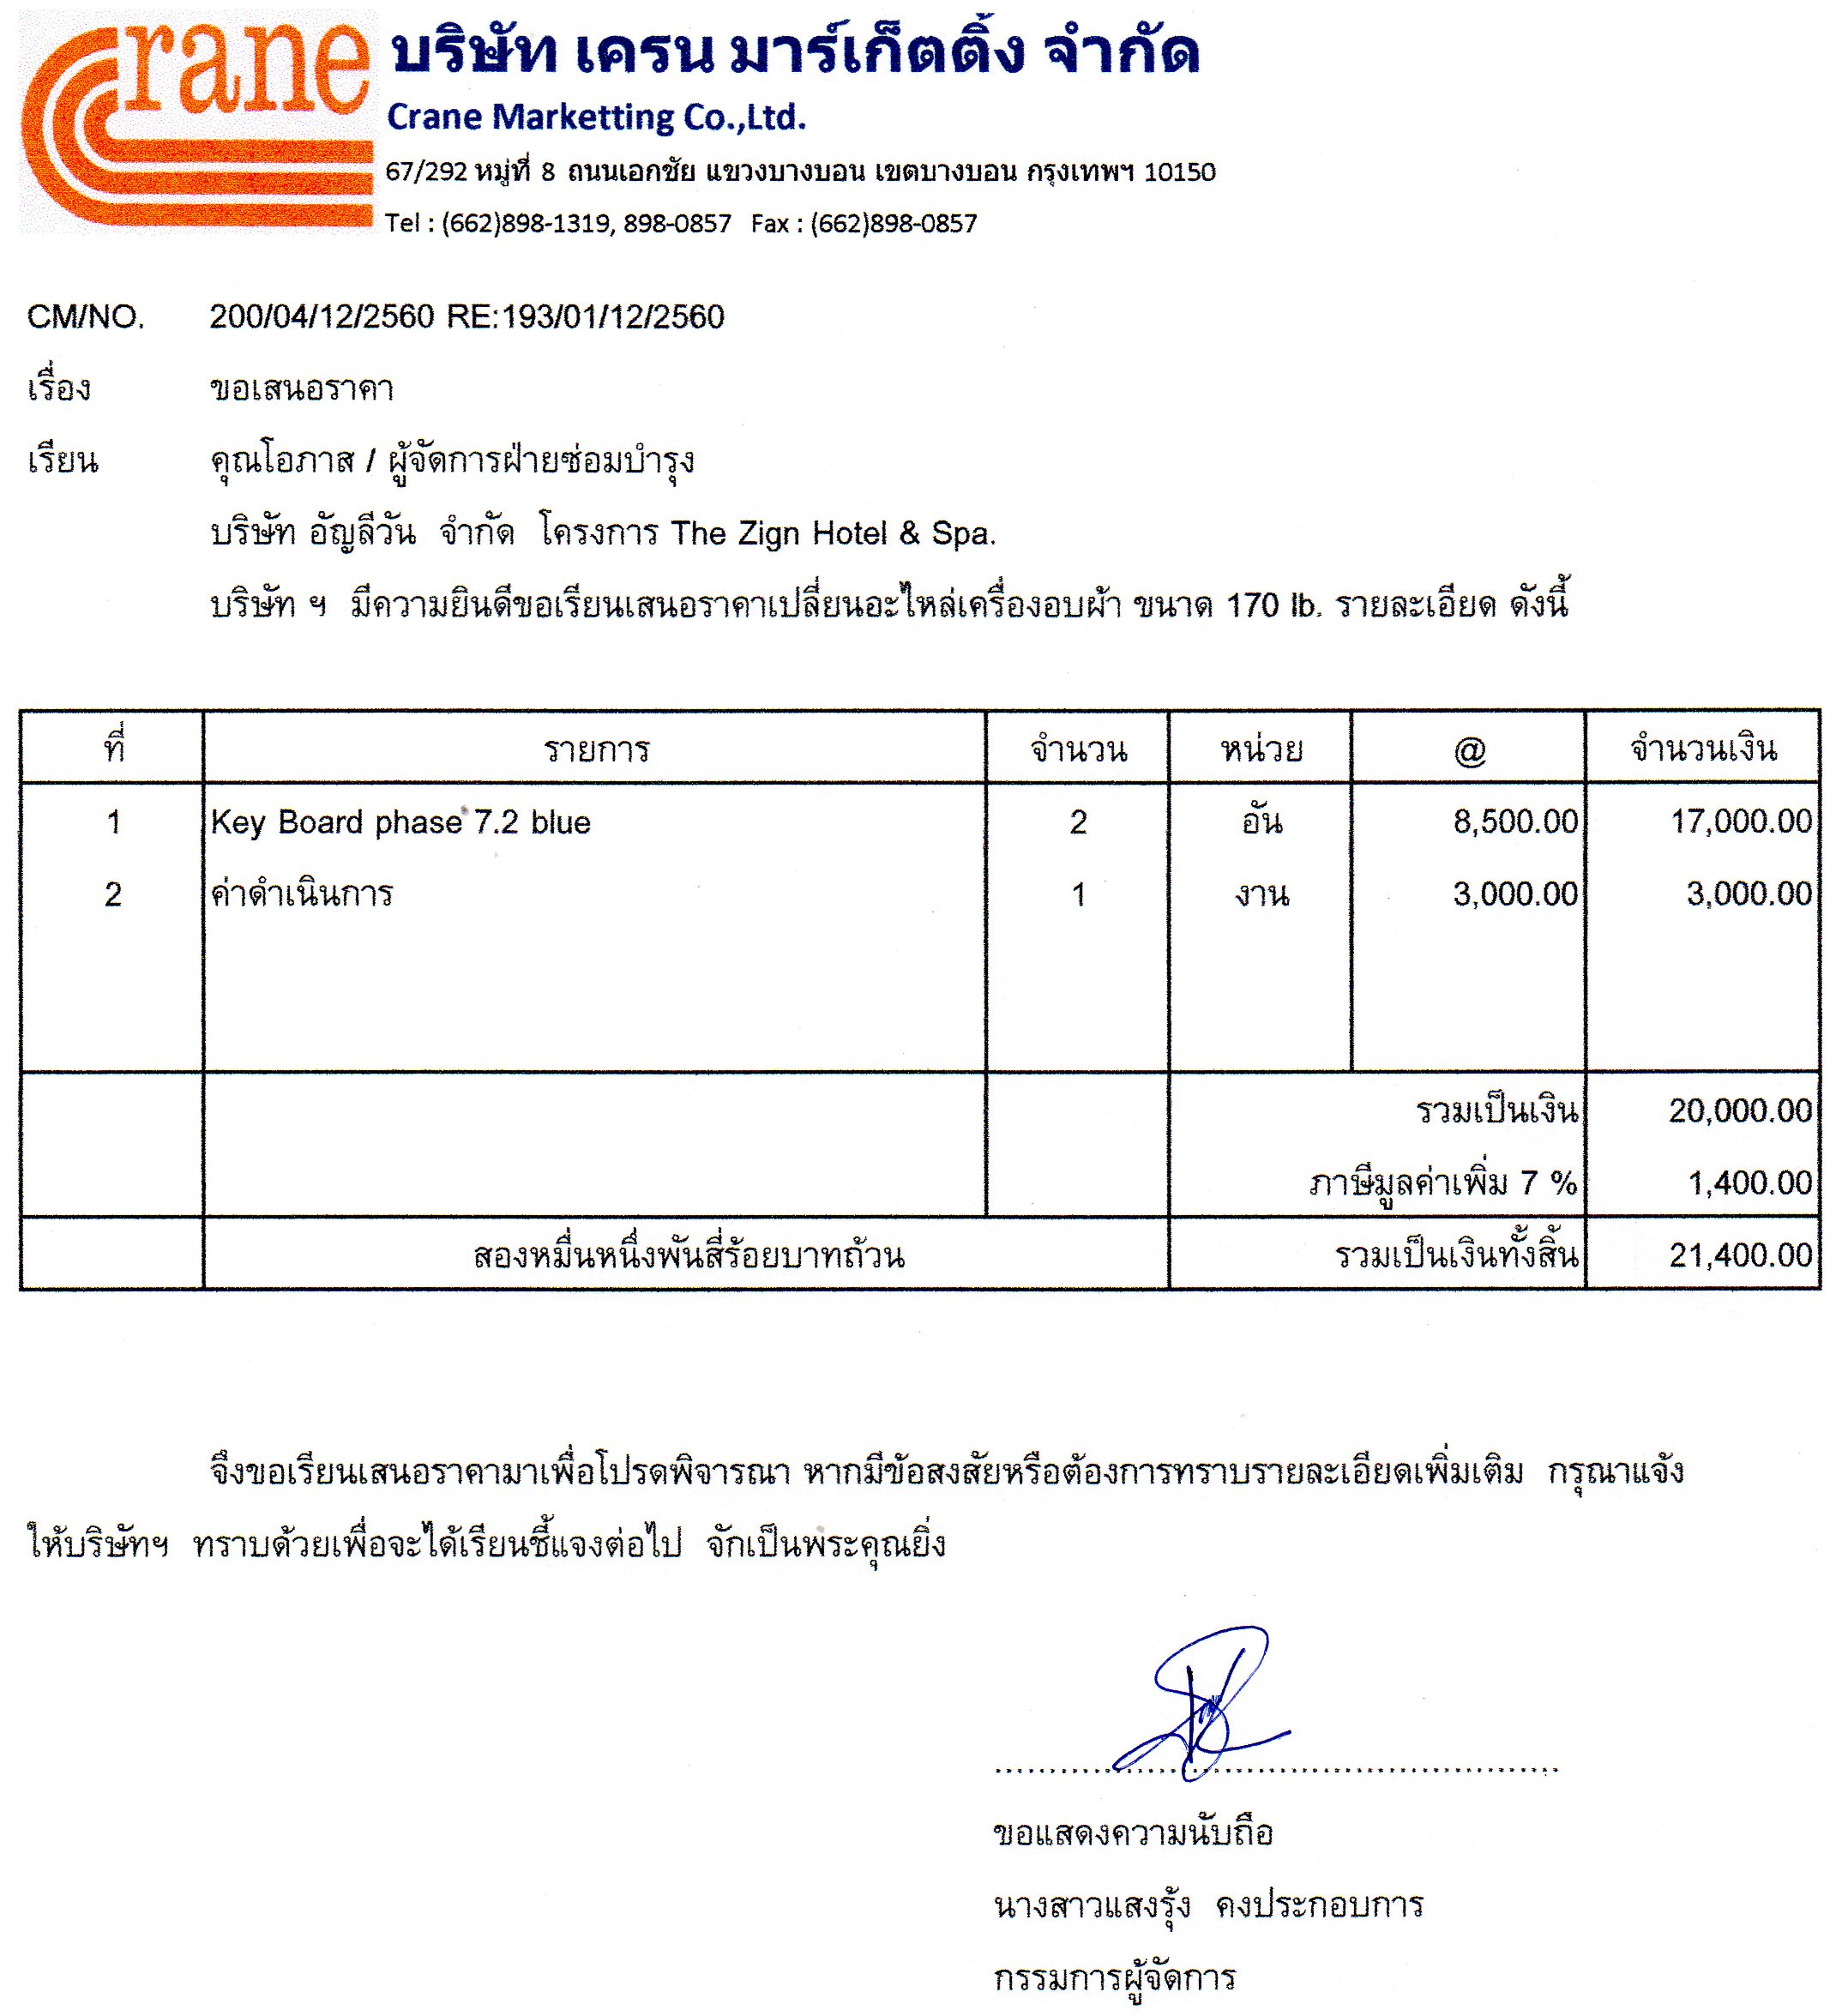 Crane
บริษัท เครน มาร์เก็ตติ้ง จำกัด
Crane Marketting Co.,Ltd.
67/292 หมู่ที่ 8 ถนนเอกชัย แขวงบางบอน เขตบางบอน กรุงเทพฯ 10150
Tel : (662)898-1319, 898-0857 Fax : (662)898-0857
CM/NO. 200/04/12/2560 RE:193/01/12/2560
เรื่อง ขอเสนอราคา
เรียน คุณโอภาส / ผู้จัดการฝ่ายซ่อมบำรุง
บริษัท อัญลีวัน จำกัด โครงการ The Zign Hotel & Spa.
บริษัท ฯ มีความยินดีขอเรียนเสนอราคาเปลี่ยนอะไหล่เครื่องอบผ้า ขนาด 170 lb. รายละเอียด ดังนี้
ที่ รายการ จำนวน หน่วย @ จำนวนเงิน
1 Key Board phase 7.2 blue 2 อัน 8,500.00 17,000.00
2 ค่าดำเนินการ 1 งาน 3,000.00 3,000.00
รวมเป็นเงิน 20,000.00
ภาษีมูลค่าเพิ่ม 7 % 1,400.00
สองหมื่นหนึ่งพันสี่ร้อยบาทถ้วน รวมเป็นเงินทั้งสิ้น 21,400.00
จึงขอเรียนเสนอราคามาเพื่อโปรดพิจารณา หากมีข้อสงสัยหรือต้องการทราบรายละเอียดเพิ่มเติม กรุณาแจ้ง
ให้บริษัทฯ ทราบด้วยเพื่อจะได้เรียนชี้แจงต่อไป จักเป็นพระคุณยิ่ง
ขอแสดงความนับถือ
นางสาวแสงรุ้ง คงประกอบการ
กรรมการผู้จัดการ